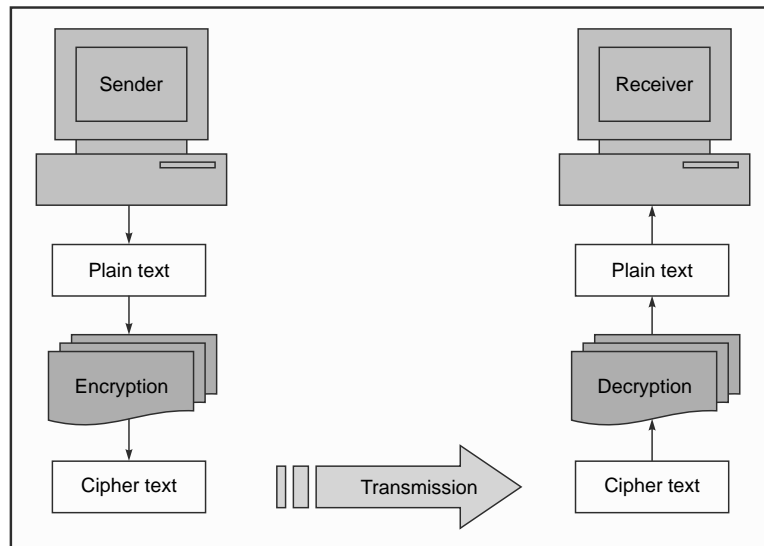 Sender
Receiver
Plain text
Plain text
Encryption
Decryption
Cipher text
Transmission
Cipher text